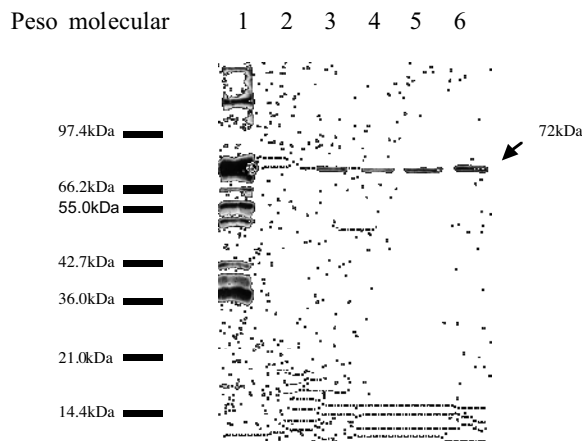 Peso molecular 1 2 3 4 5 6
97.4kDa
72kDa
66.2kDa
55.0kDa
42.7kDa
36.0kDa
21.0kDa
14.4kDa